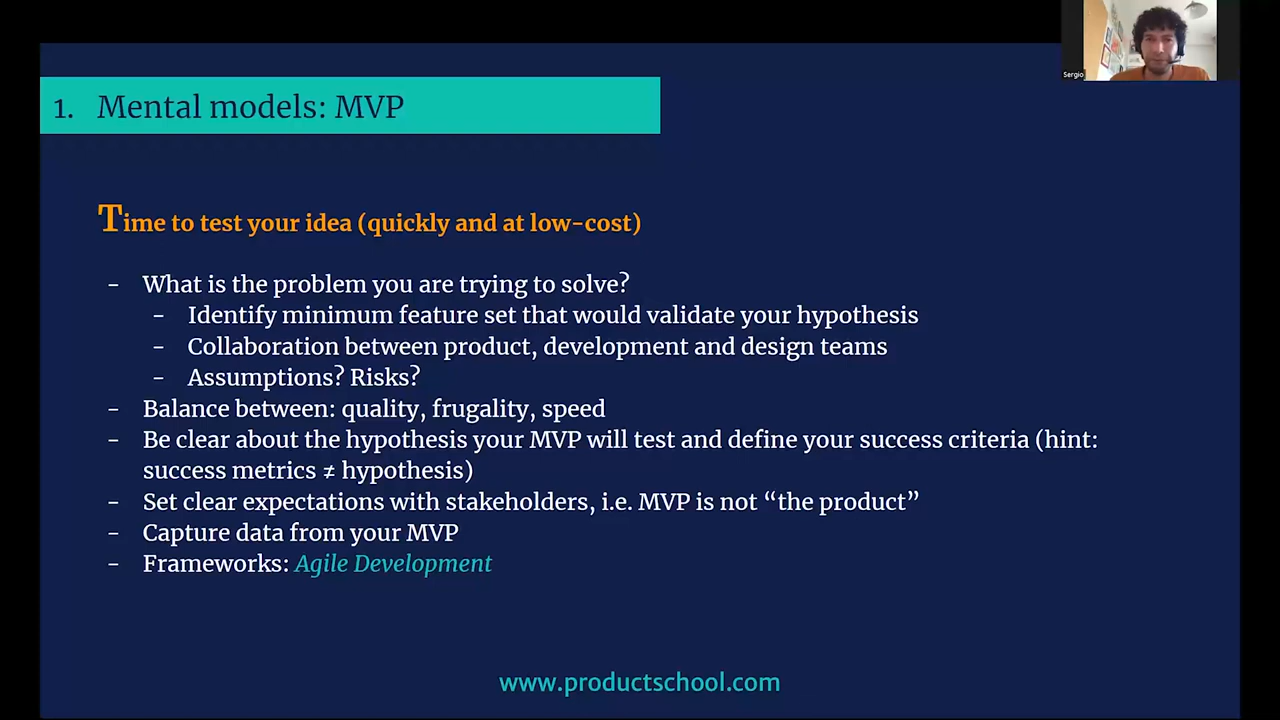 Sergio
1. Mental models: MVP
Time to test your idea (quickly and at low-cost)
- What is the problem you are trying to solve?
- Identify minimum feature set that would validate your hypothesis
- Collaboration between product, development and design teams
- Assumptions? Risks?
- Balance between: quality, frugality, speed
- Be clear about the hypothesis your MVP will test and define your success criteria (hint:
success metrics ≠ hypothesis)
- Set clear expectations with stakeholders, i.e. MVP is not “the product”
- Capture data from your MVP
- Frameworks: Agile Development
www.productschool.com